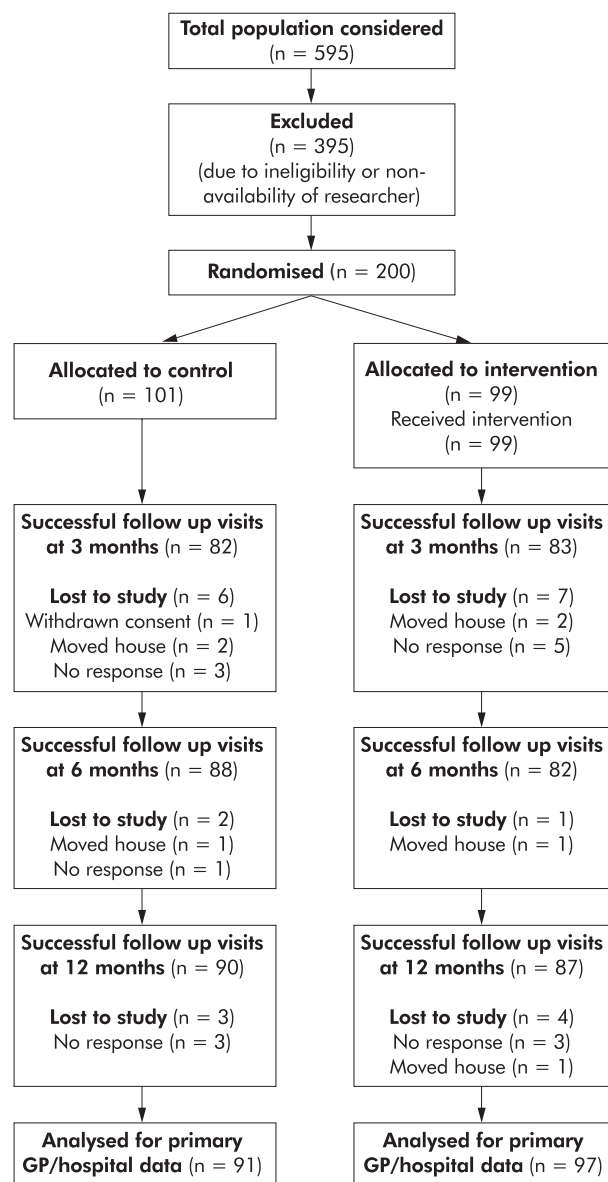 Total population considered
(n = 595)
Excluded
(n = 395)
(due to ineligibility or non-
availability of researcher)
Randomised (n = 200)
Allocated to control
(n = 101)
Allocated to intervention
(n = 99)
Received intervention
(n = 99)
Successful follow up visits
at 3 months (n = 82)
Lost to study (n = 6)
Withdrawn consent (n = 1)
Moved house (n = 2)
No response (n = 3)
Successful follow up visits
at 3 months (n = 83)
Lost to study (n = 7)
Moved house (n = 2)
No response (n = 5)
Successful follow up visits
at 6 months (n = 88)
Lost to study (n = 2)
Moved house (n = 1)
No response (n = 1)
Successful follow up visits
at 6 months (n = 82)
Lost to study (n = 1)
Moved house (n = 1)
Successful follow up visits
at 12 months (n = 90)
Lost to study (n = 3)
No response (n = 3)
Successful follow up visits
at 12 months (n = 87)
Lost to study (n = 4)
No response (n = 3)
Moved house (n = 1)
Analysed for primary
GP/hospital data (n = 91)
Analysed for primary
GP/hospital data (n = 97)